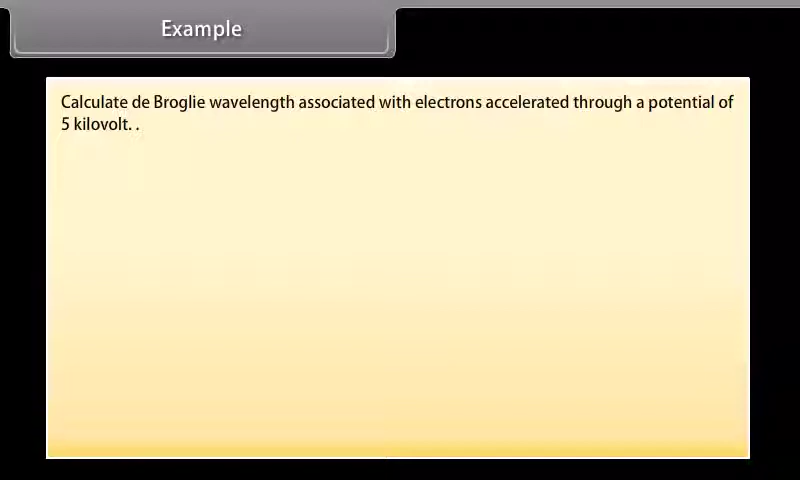 Example
Calculate de Broglie wavelength associated with electrons accelerated through a potential of
5 kilovolt. .